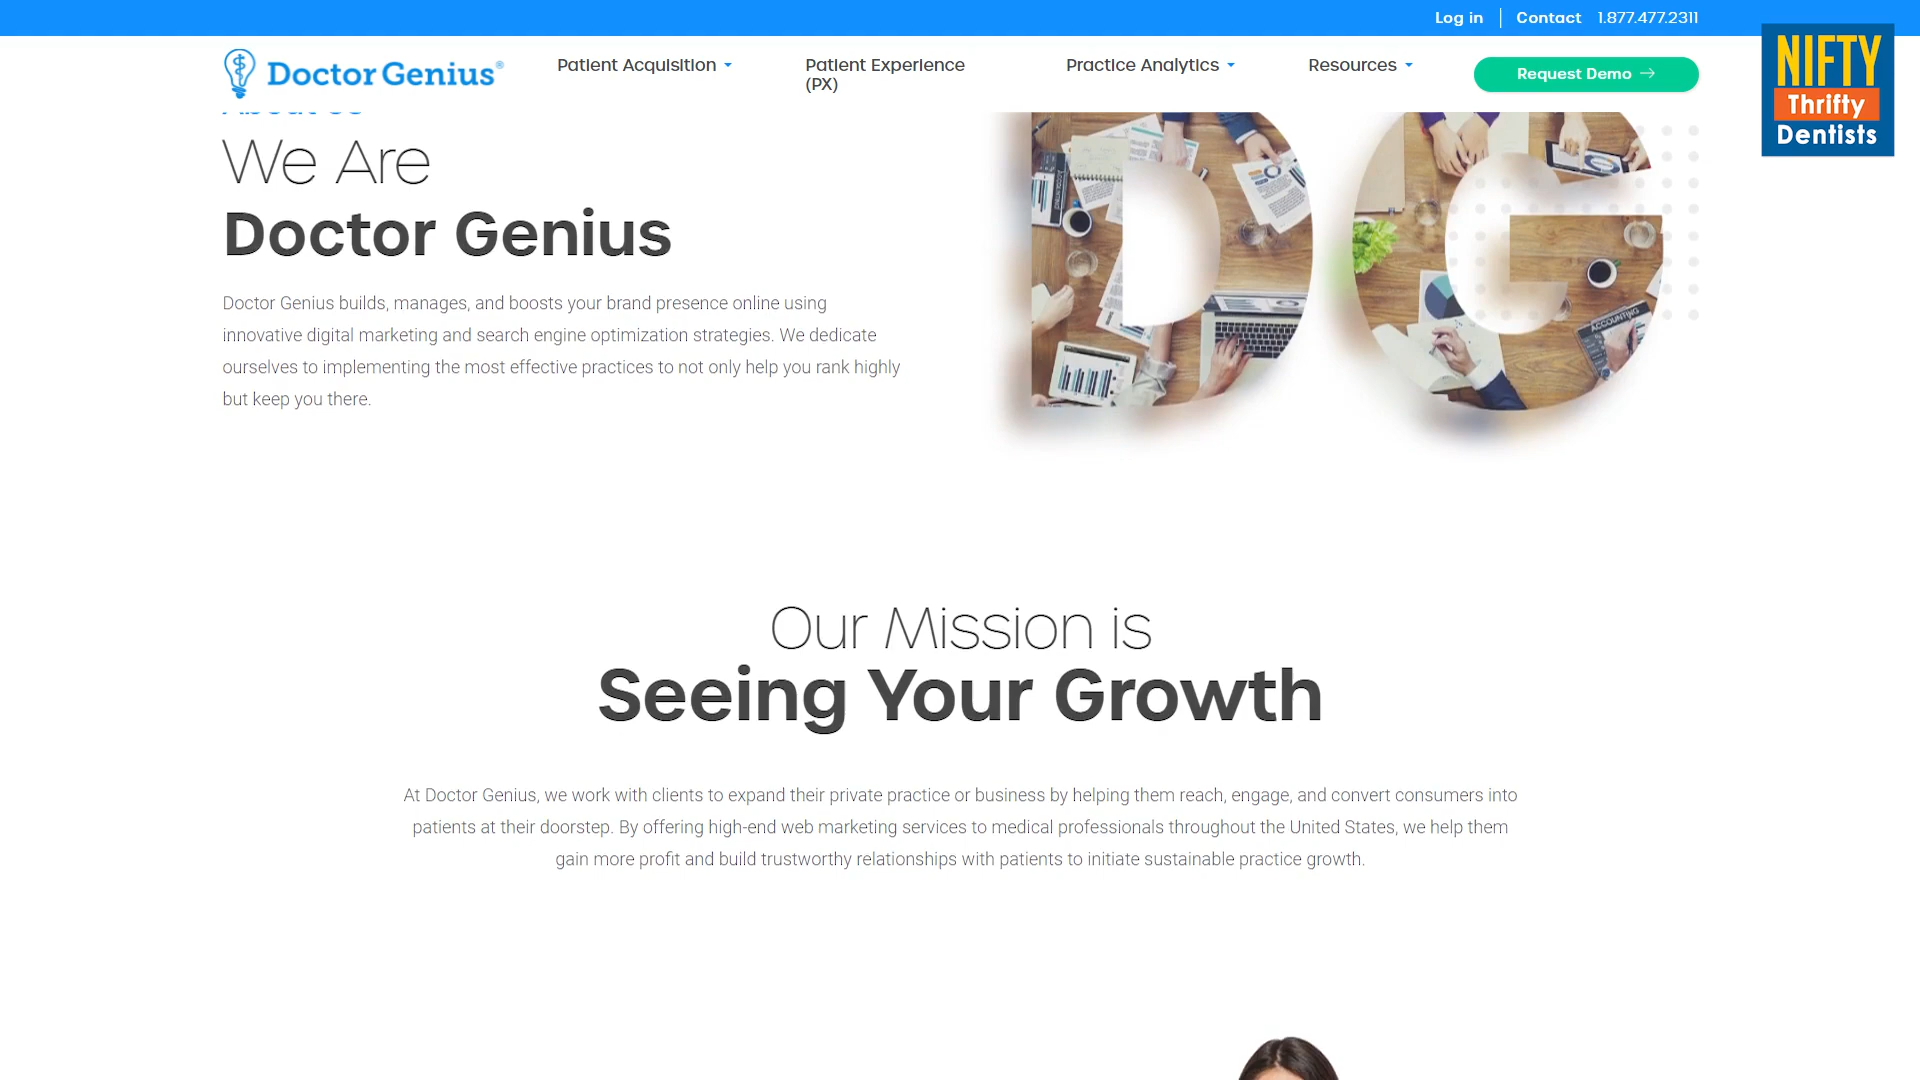 Log in
Contact 1.877.477.2311
NIFTY
Thrifty
Dentists
Doctor Genius®
Patient Acquisition
Patient Experience
(PX)
Practice Analytics
Resources
Request Demo →
We Are
Doctor Genius
Doctor Genius builds, manages, and boosts your brand presence online using
innovative digital marketing and search engine optimization strategies. We dedicate
ourselves to implementing the most effective practices to not only help you rank highly
but keep you there.
ACCOUNTING
Our Mission is
Seeing Your Growth
At Doctor Genius, we work with clients to expand their private practice or business by helping them reach, engage, and convert consumers into
patients at their doorstep. By offering high-end web marketing services to medical professionals throughout the United States, we help them
gain more profit and build trustworthy relationships with patients to initiate sustainable practice growth.